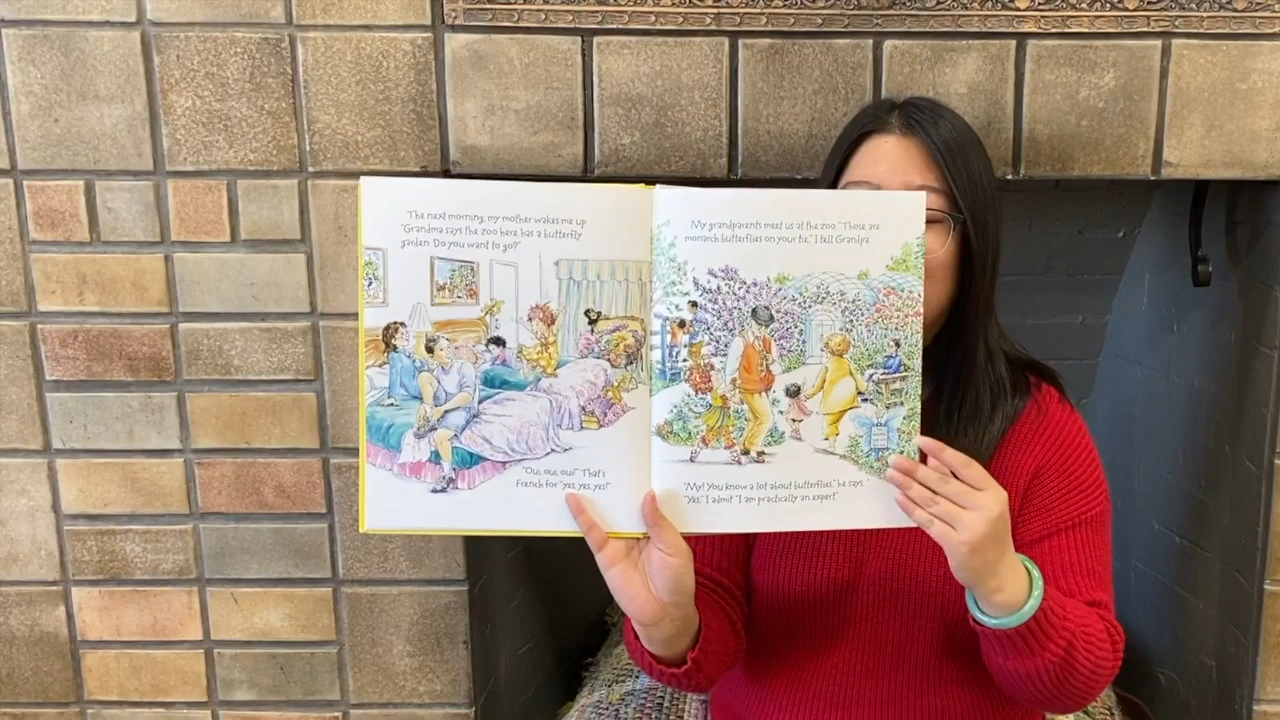 The next morning, my mother wakes me up.
"Grandma says the zoo here has a butterfly
garden. Do you want to go?"
"Oui, oui, oui!" That's
French for "yes, yes, yes!"
My grandparents meet us at the zoo. "Those are
monarch butterflies on your tie," I tell Grandpa.
"My! You know a lot about butterflies," he says.
"Yes," I admit. "I am practically an expert."